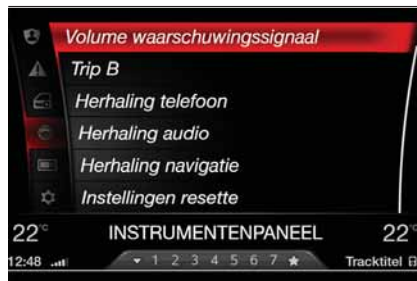 Volume waarschuwingssignaal
Trip B
Herhaling telefoon
Herhaling audio
Herhaling navigatie
Instellingen resette
22°c INSTRUMENTENPANEEL 22°c
12:48 1 2 3 4 5 6 7 Tracktitel